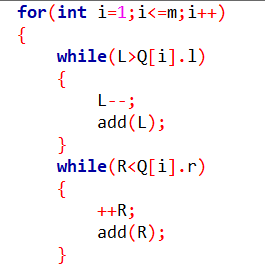 for(int i=1;i<=m;i++)
{
    while(L>Q[i].l)
    {
        L--;
        add(L);
    }
    while(R<Q[i].r)
    {
        ++R;
        add(R);
    }